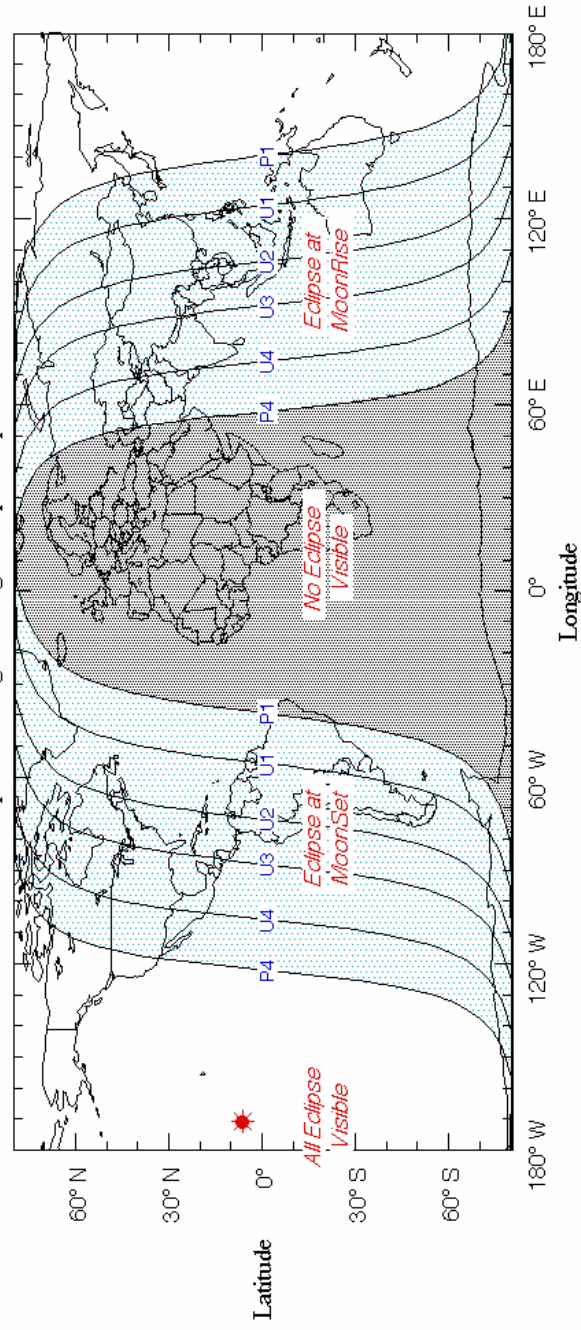 Latitude
60° N
30° N
0°
30° S
60° S
P4
U4
U3
U2
U1
P1
P4
U4
U3
U2
U1
P1
All Eclipse
Visible
Eclipse at
MoonSet
No Eclipse
Visible
Eclipse at
MoonRise
180° W
120° W
60° W
0°
60° E
120° E
180° E
Longitude